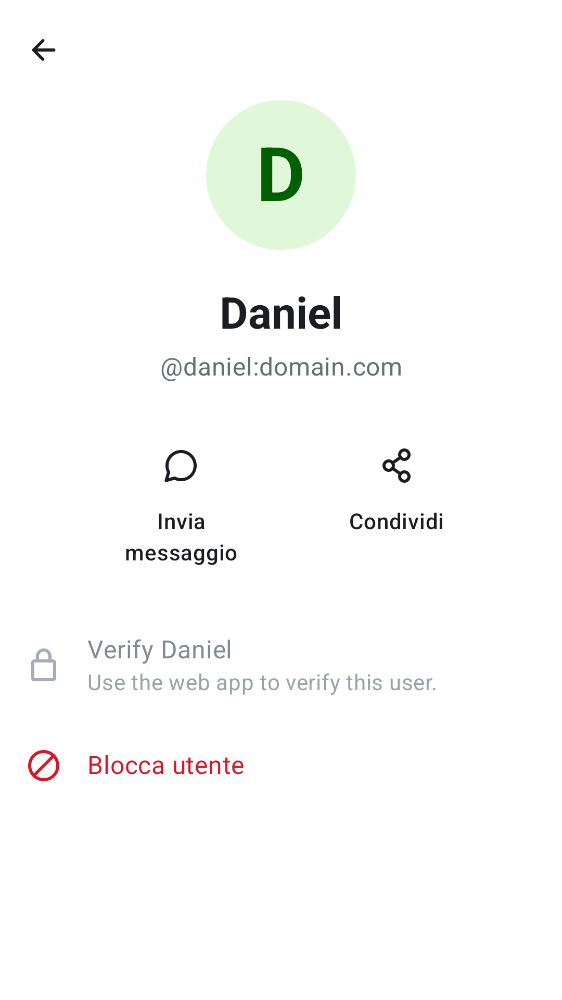 D
Daniel
@daniel:domain.com
Invia
messaggio
Condividi
Verify Daniel
Use the web app to verify this user.
Blocca utente